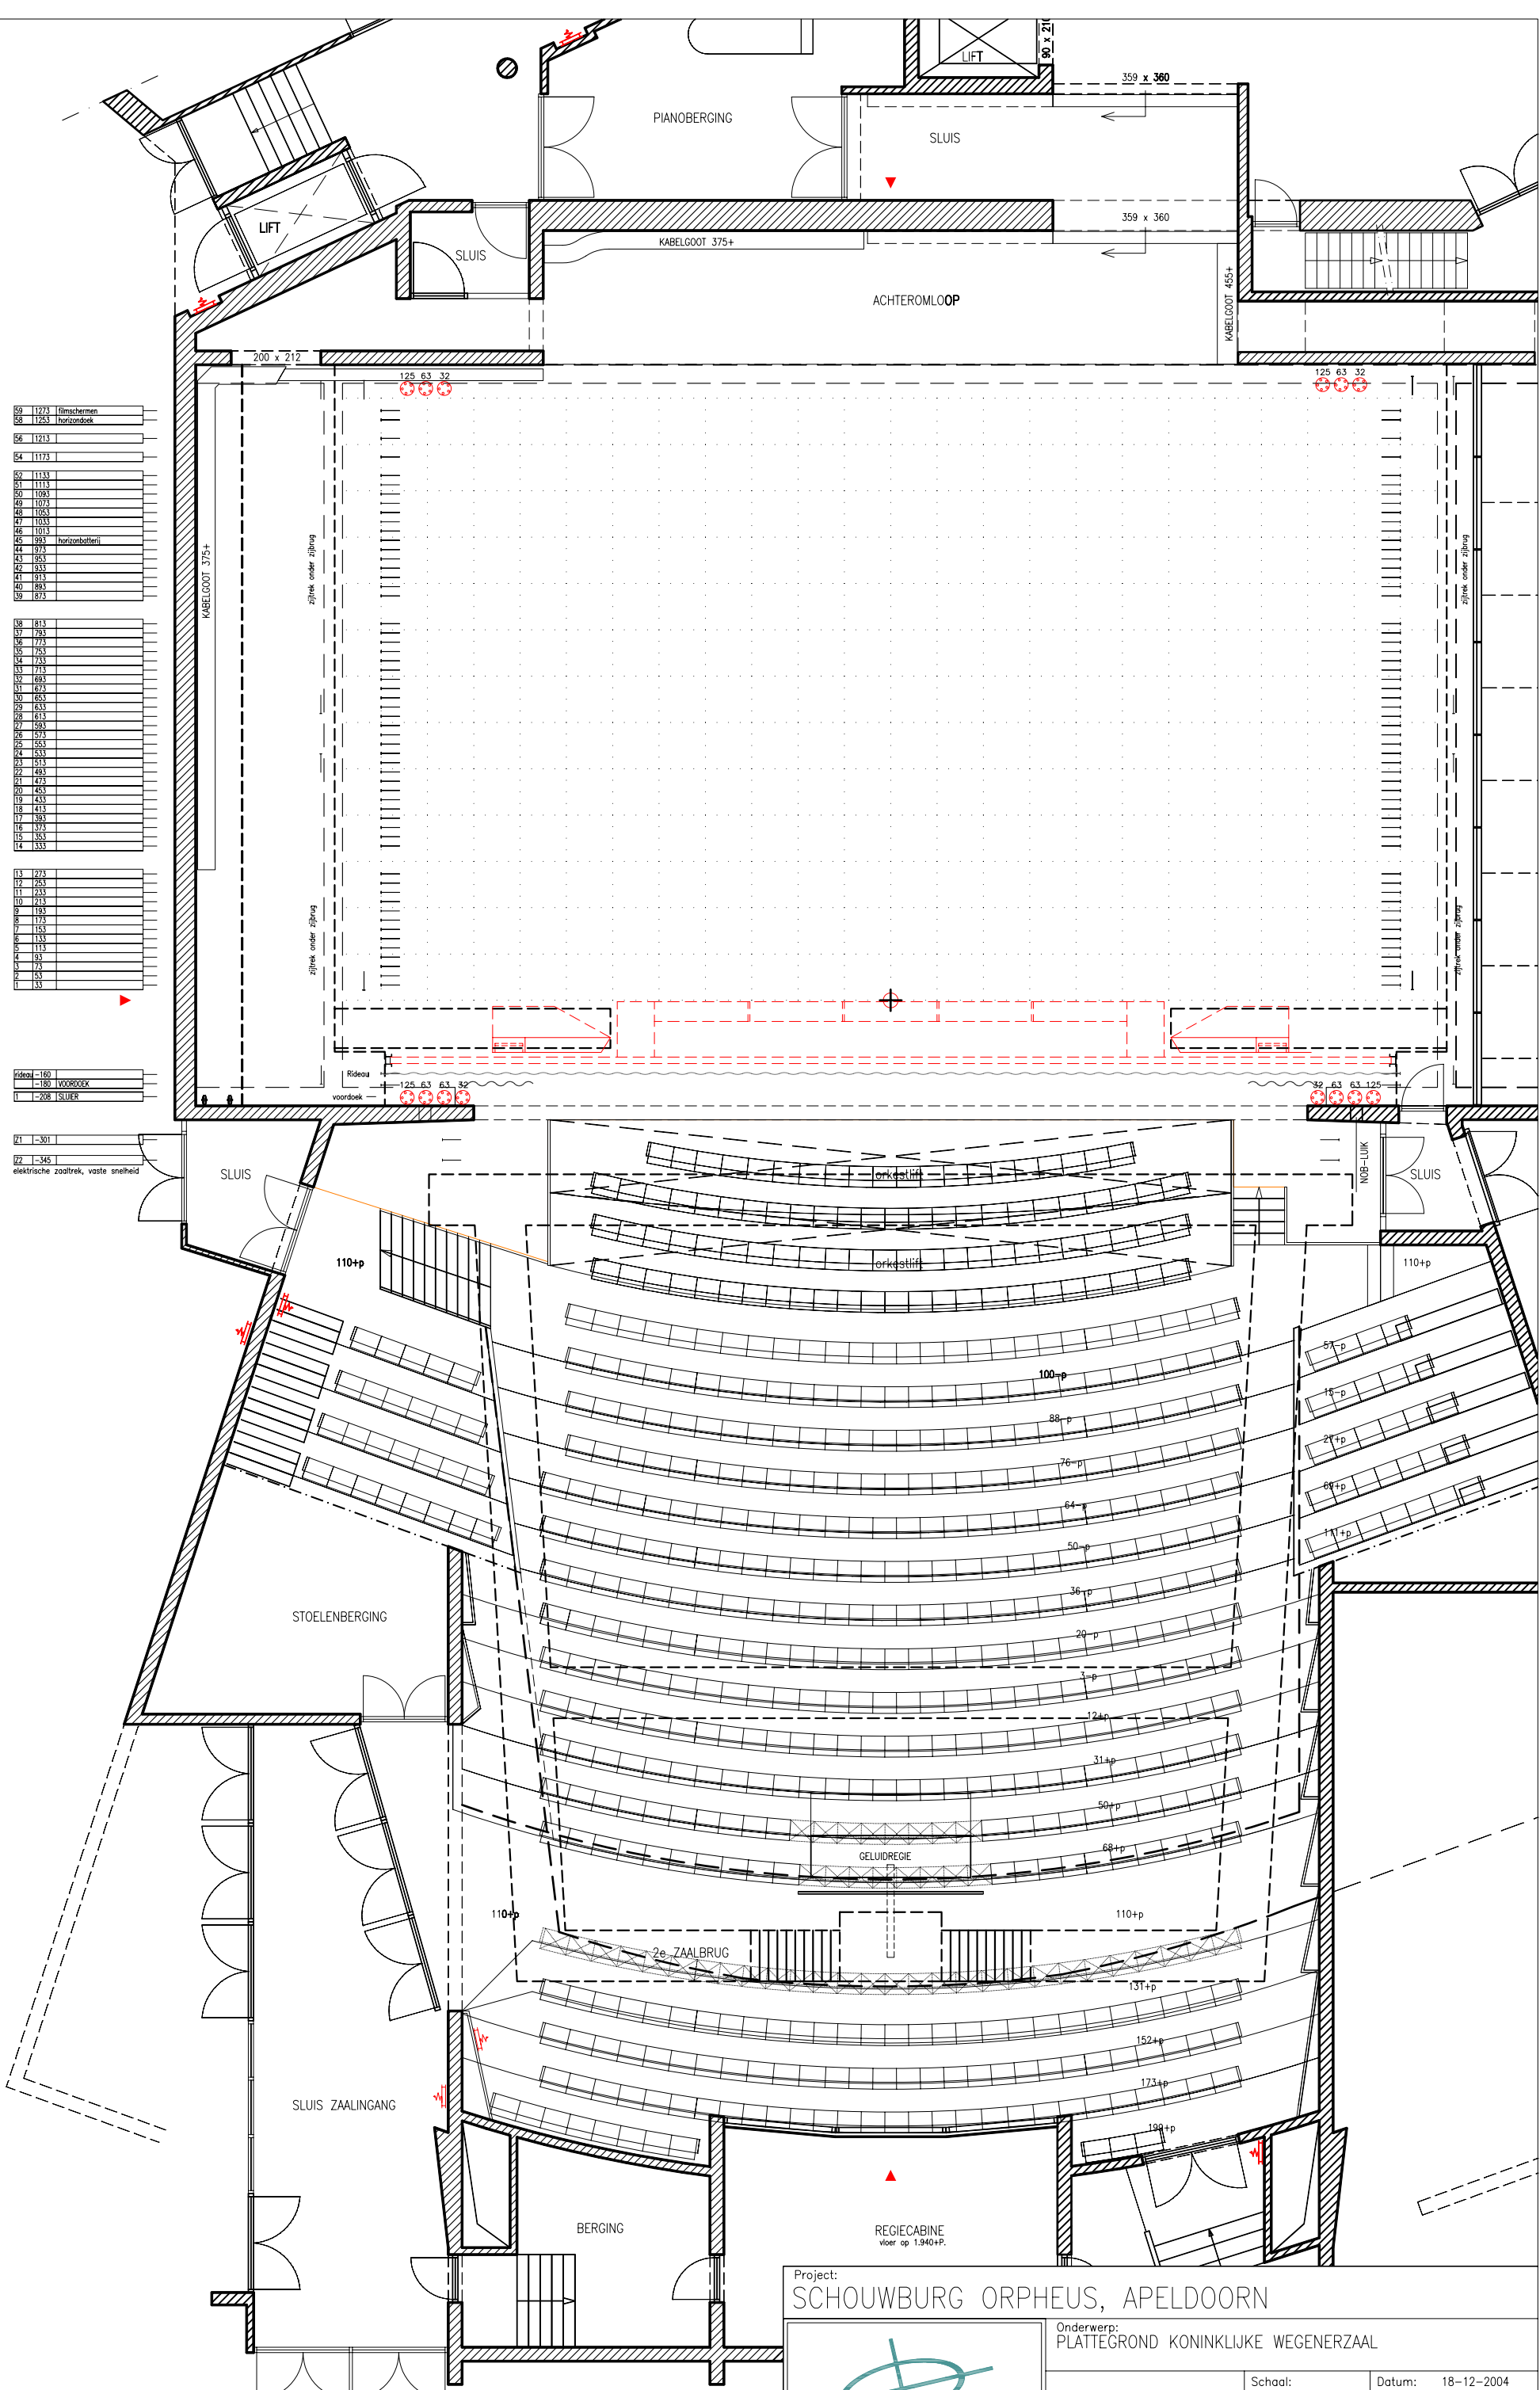 LIFT
90 x 210
359 x 360
PIANOBERGING
SLUIS
LIFT
SLUIS
359 x 360
KABELGOOT 375+
KABELGOOT 455+
ACHTEROMLOOP
200 x 212
125 63 32
125 63 32
59 1273 filmschermen
58 1253 horizondoek
56 1213
54 1173
52 1133
51 1113
50 1093
49 1073
48 1053
47 1033
46 1013
45 993 horizonbatterij
44 973
43 953
42 933
41 913
40 893
39 873
KABELGOOT 375+
zijtrek onder zijbrug
zijtrek onder zijbrug
38 813
37 793
36 773
35 753
34 733
33 713
32 693
31 673
30 653
29 633
28 613
27 593
26 573
25 553
24 533
23 513
22 493
21 473
20 453
19 433
18 413
17 393
16 373
15 353
14 333
13 273
12 253
11 233
10 213
9 193
8 173
7 153
6 133
5 113
4 93
3 73
2 53
1 33
zijtrek onder zijbrug
zijtrek onder zijbrug
rideau -160
-180 VOORDOEK
1 -208 SLUIER
Rideau
voordoek
125 63 63 32
32 63 63 125
Z1 -301
Z2 -345
elektrische zaaltrek, vaste snelheid
SLUIS
orkestlift
NOB-LUIK
SLUIS
110+p
orkestlift
110+p
57-p
100-p
15-p
88-p
27+p
76-p
69+p
64-p
111+p
50-p
36-p
STOELENBERGING
20-p
3-p
12+p
31+p
50+p
68+p
GELUIDREGIE
110+p
110+p
2e ZAALBRUG
131+p
152+p
173+p
SLUIS ZAALINGANG
199+p
BERGING
REGIECABINE
vloer op 1.940+P.
Project:
SCHOUWBURG ORPHEUS, APELDOORN
Onderwerp:
PLATTEGROND KONINKLIJKE WEGENERZAAL
Schaal:
Datum: 18-12-2004